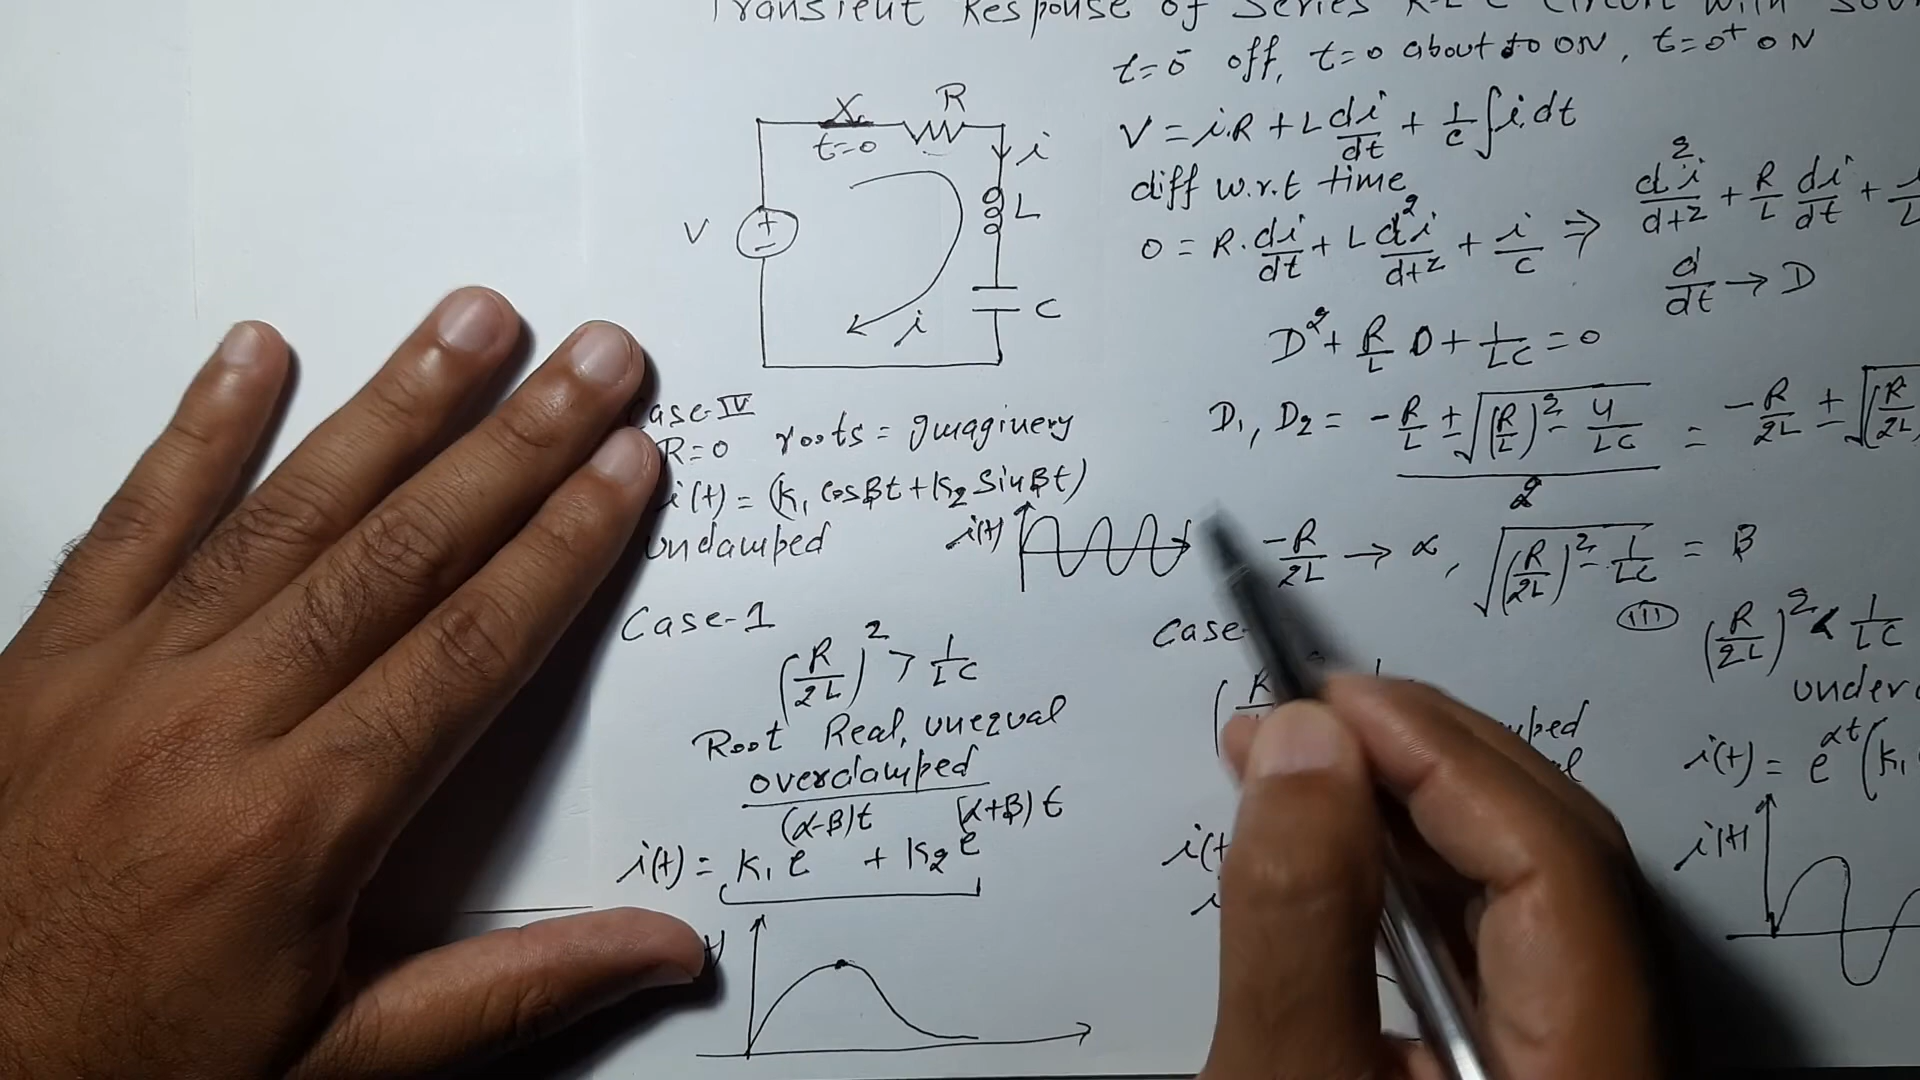 Transient Response of Series R-L-C Circuit with
t=0⁻ off, t=0 about to ON, t=0⁺ ON
X
t=0
R
i
L
V
+
−
C
i
V = i.R + L di/dt + 1/C ∫i.dt
diff w.r.t time
0 = R.di/dt + L d²i/dt² + i/C ⇒
d²i/dt² + R/L di/dt +
d/dt → D
D² + R/L D + 1/LC = 0
D₁, D₂ = (-R/L ± √((R/L)² - 4/LC))/2 = -R/2L ± √(R/2L
-R/2L → α, √((R/2L)² - 1/LC) = β
Case-IV
R=0 roots = Imaginery
i(t) = (K₁ cosβt + K₂ Sinβt)
undamped
i(t)
Case-1
(R/2L)² > 1/LC
Root Real, unequal
overdamped
i(t) = K₁ e^(α-β)t + K₂ e^(α+β)t
Case-
(III) (R/2L)² < 1/LC
i(t) = e^αt (K₁
i(t)